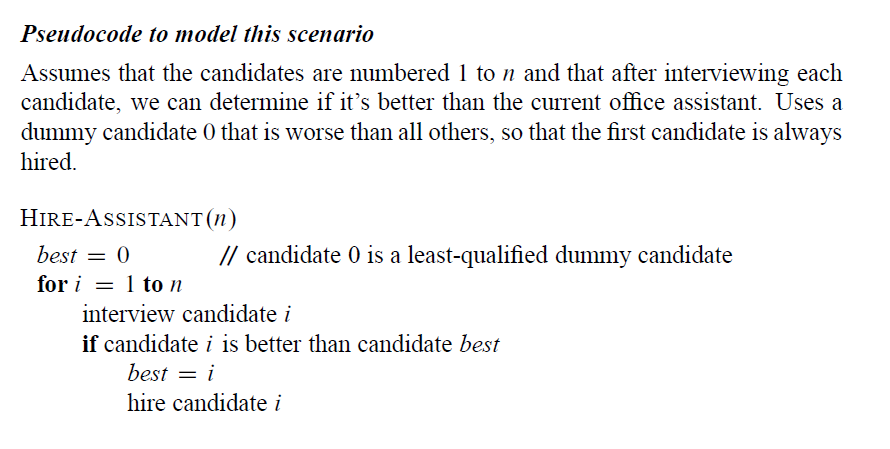 Pseudocode to model this scenario
Assumes that the candidates are numbered 1 to n and that after interviewing each
candidate, we can determine if it’s better than the current office assistant. Uses a
dummy candidate 0 that is worse than all others, so that the first candidate is always
hired.
HIRE-ASSISTANT(n)
best = 0 // candidate 0 is a least-qualified dummy candidate
for i = 1 to n
interview candidate i
if candidate i is better than candidate best
best = i
hire candidate i